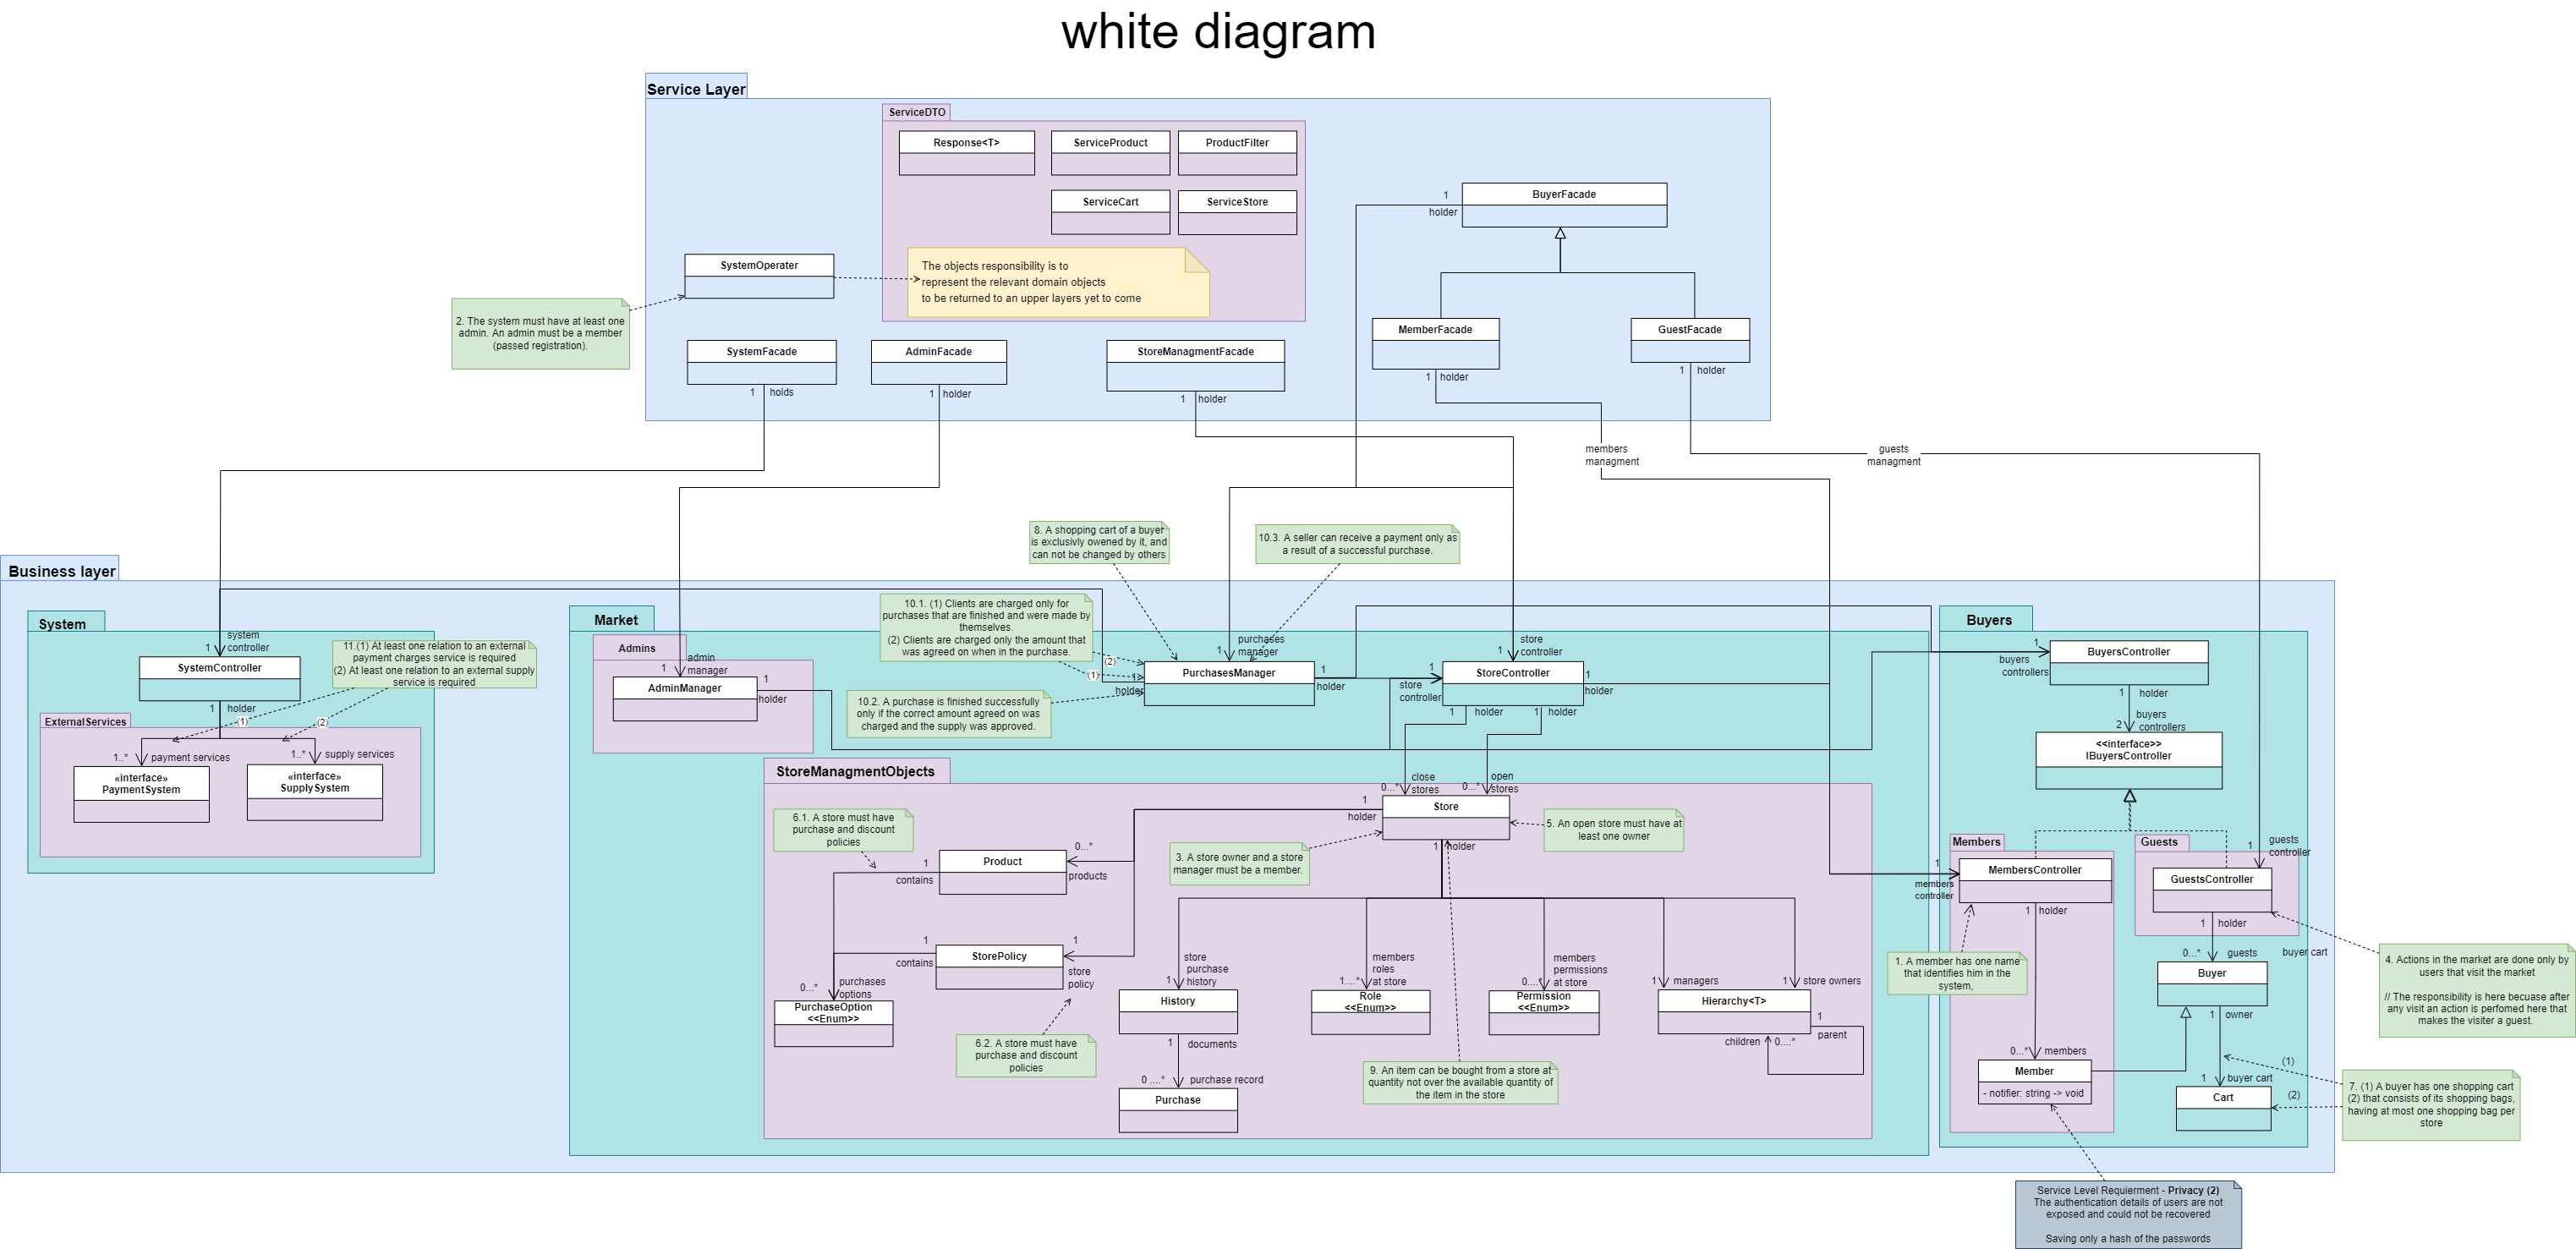 white diagram
Service Layer
ServiceDTO
Response<T>
ServiceProduct
ProductFilter
ServiceCart
ServiceStore
The objects responsibility is to
represent the relevant domain objects
to be returned to an upper layers yet to come
SystemOperater
2. The system must have at least one
admin. An admin must be a member
(passed registration).
SystemFacade
1
holds
AdminFacade
1
holder
StoreManagmentFacade
1
holder
BuyerFacade
1
holder
MemberFacade
1
holder
GuestFacade
1
holder
members
managment
guests
managment
8. A shopping cart of a buyer
is exclusivly owened by it, and
can not be changed by others
10.3. A seller can receive a payment only as
a result of a successful purchase.
Business layer
System
system
controller
1
SystemController
1
holder
11.(1) At least one relation to an external
payment charges service is required
(2) At least one relation to an external supply
service is required
(1)
(2)
ExternalServices
1..*
payment services
1..*
supply services
«interface»
PaymentSystem
«interface»
SupplySystem
Market
Admins
admin
manager
1
AdminManager
1
holder
10.1. (1) Clients are charged only for
purchases that are finished and were made by
themselves.
(2) Clients are charged only the amount that
was agreed on when in the purchase.
(2)
(1)
10.2. A purchase is finished successfully
only if the correct amount agreed on was
charged and the supply was approved.
purchases
manager
1
1
holder
PurchasesManager
1
holder
store
controller
1
1
store
controller
StoreController
1
holder
1
holder
1
holder
StoreManagmentObjects
close
stores
0...*
open
stores
0...*
Store
1
holder
1
holder
5. An open store must have at
least one owner
3. A store owner and a store
manager must be a member.
6.1. A store must have
purchase and discount
policies
0...*
products
Product
1
contains
StorePolicy
1
contains
1
store
policy
0...*
purchases
options
PurchaseOption
<<Enum>>
6.2. A store must have
purchase and discount
policies
store
purchase
history
1
History
1
documents
0 ....*
purchase record
Purchase
members
roles
at store
1....*
Role
<<Enum>>
members
permissions
at store
0....*
Permission
<<Enum>>
1
managers
1
store owners
Hierarchy<T>
1
parent
children
0....*
9. An item can be bought from a store at
quantity not over the available quantity of
the item in the store
Buyers
1
buyers
controllers
BuyersController
1
holder
buyers
controllers
2
<<interface>>
IBuyersController
Members
1
members
controller
MembersController
1
holder
1. A member has one name
that identifies him in the
system,
0...*
members
Member
- notifier: string -> void
Guests
guests
controller
1
GuestsController
1
holder
0...*
guests
buyer cart
Buyer
1
owner
1
buyer cart
Cart
4. Actions in the market are done only by
users that visit the market
// The responsibility is here becuase after
any visit an action is perfomed here that
makes the visiter a guest.
(1)
(2)
7. (1) A buyer has one shopping cart
(2) that consists of its shopping bags,
having at most one shopping bag per
store
Service Level Requierment - Privacy (2)
The authentication details of users are not
exposed and could not be recovered
Saving only a hash of the passwords